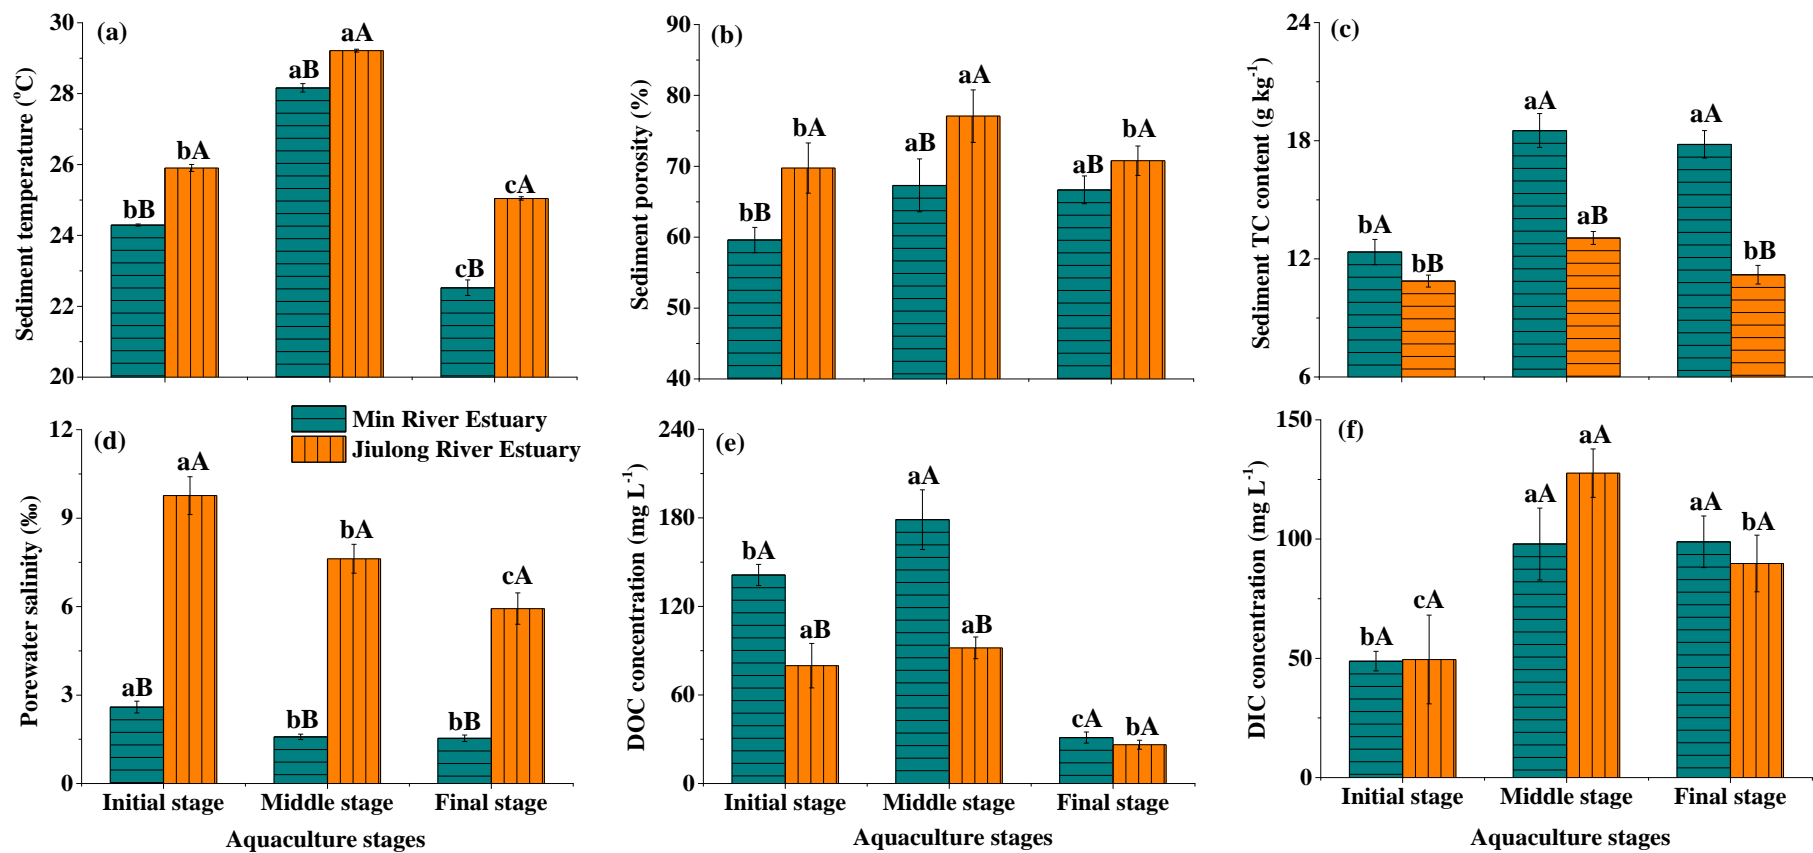 (a)
Sediment temperature (°C)
30
28
26
24
22
20
bB
bA
aB
aA
cB
cA
(b)
Sediment porosity (%)
90
80
70
60
50
40
bB
bA
aB
aA
aB
bA
(c)
Sediment TC content (g kg⁻¹)
24
18
12
6
bA
bB
aA
aB
aA
bB
Min River Estuary
Jiulong River Estuary
(d)
Porewater salinity (‰)
12
9
6
3
0
aB
aA
bB
bA
bB
cA
Initial stage
Middle stage
Final stage
Aquaculture stages
(e)
DOC concentration (mg L⁻¹)
240
180
120
60
0
bA
aB
aA
aB
cA
bA
Initial stage
Middle stage
Final stage
Aquaculture stages
(f)
DIC concentration (mg L⁻¹)
150
100
50
0
bA
cA
aA
aA
aA
bA
Initial stage
Middle stage
Final stage
Aquaculture stages